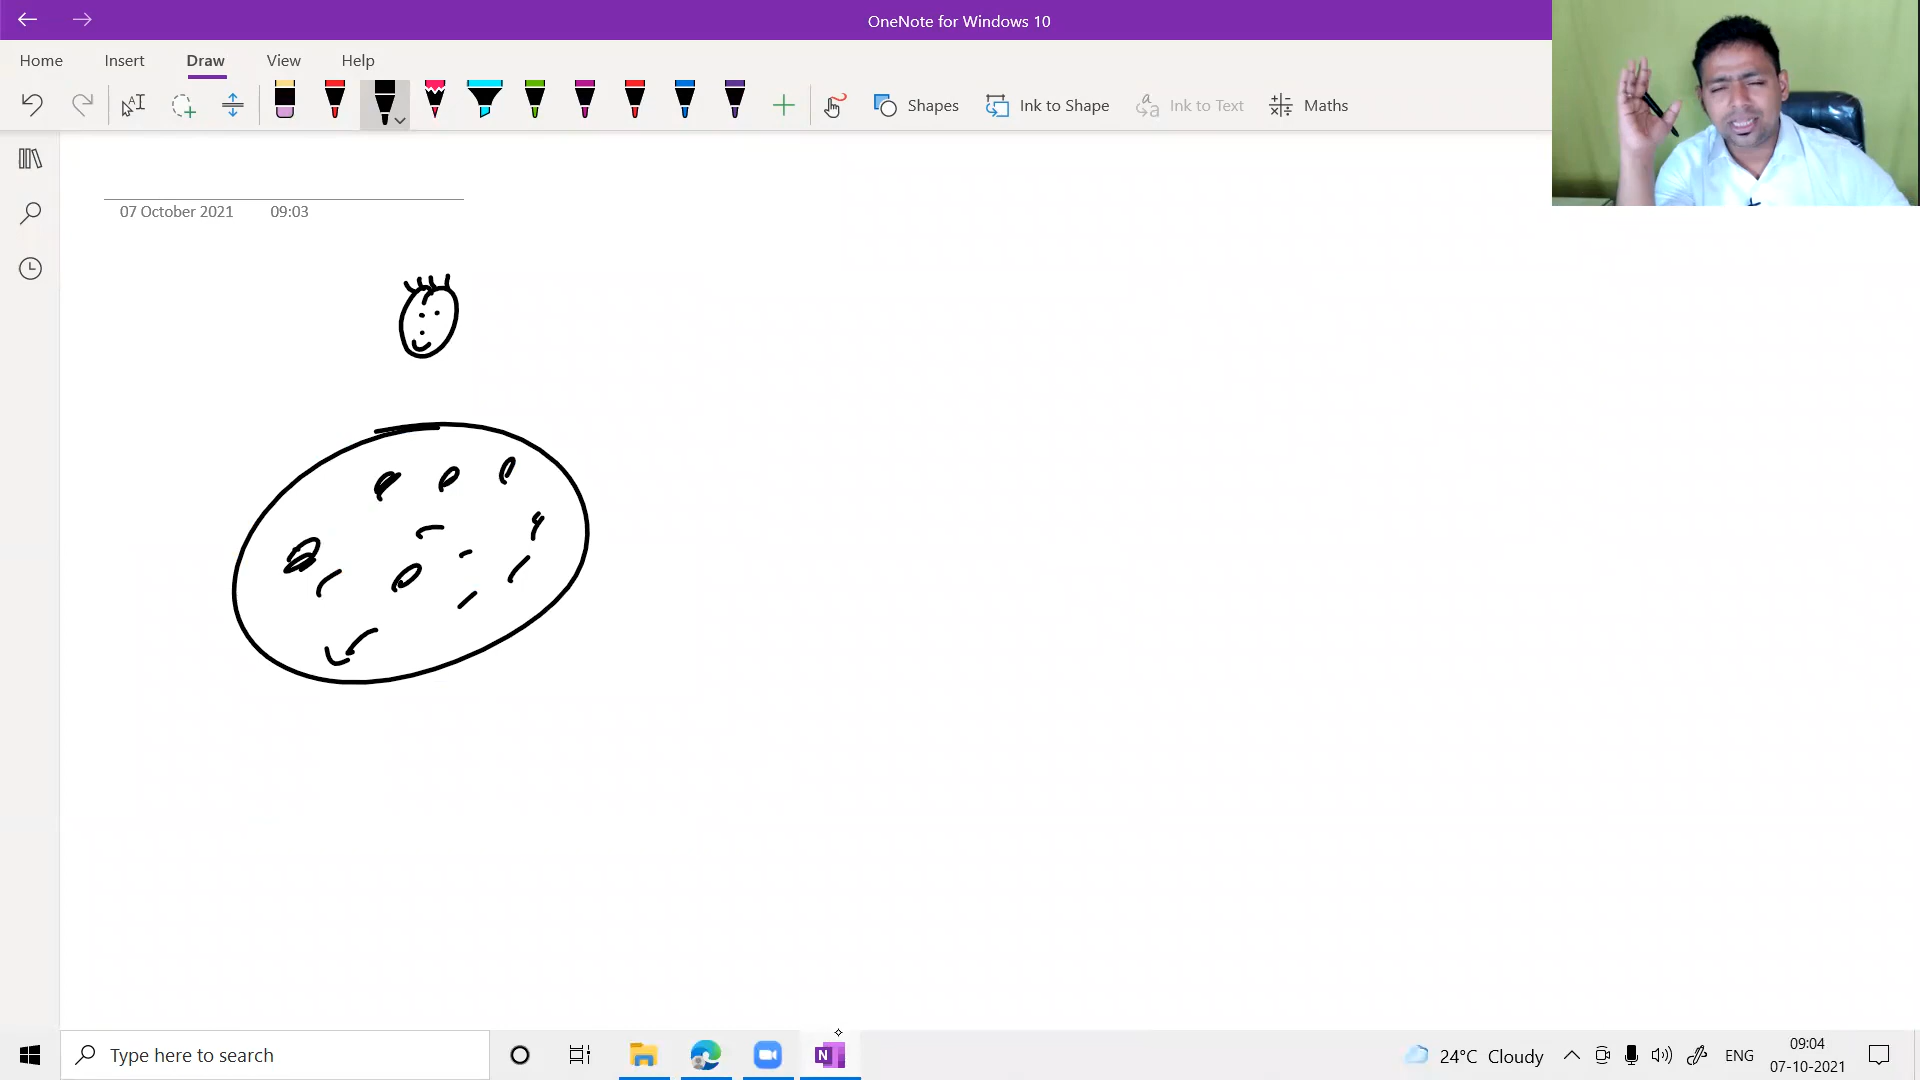 OneNote for Windows 10
Home Insert Draw View Help
Shapes Ink to Shape Ink to Text Maths
07 October 2021 09:03
Type here to search
24°C Cloudy ENG
09:04
07-10-2021